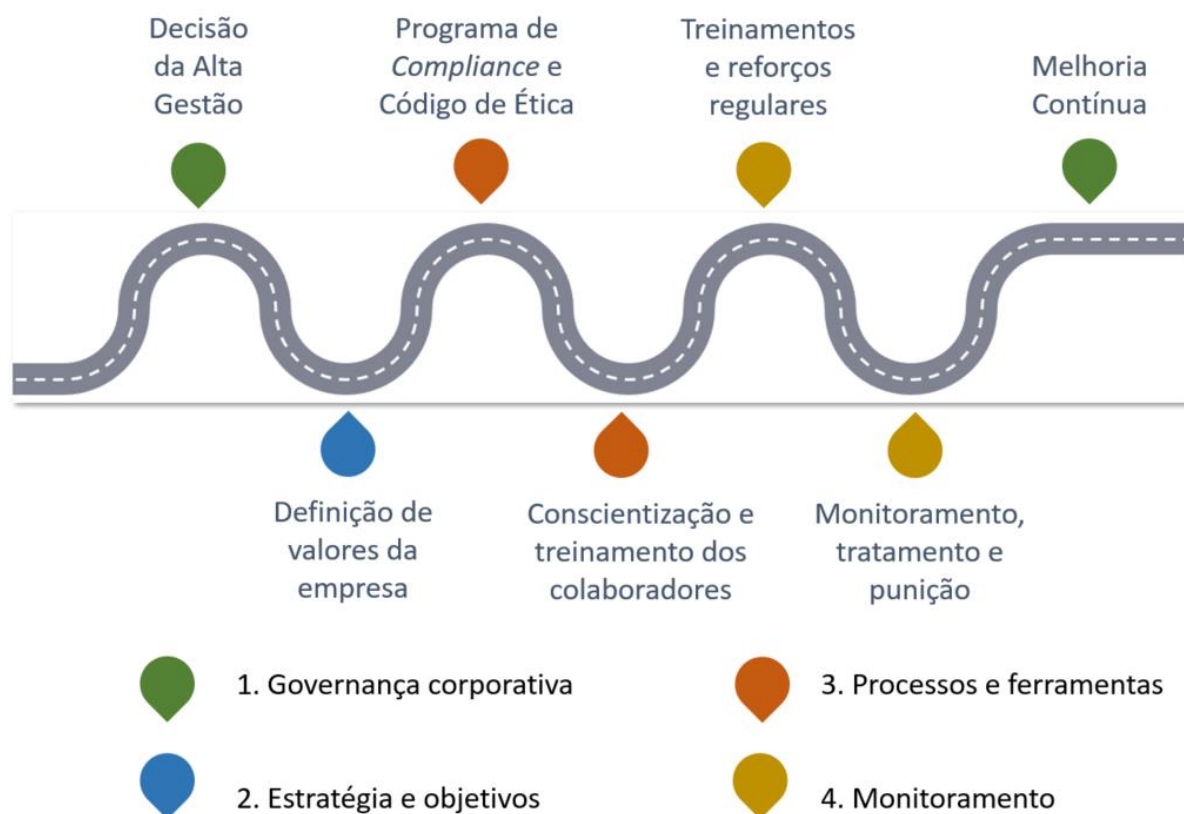 Decisão
da Alta
Gestão
Programa de
Compliance e
Código de Ética
Treinamentos
e reforços
regulares
Melhoria
Contínua
Definição de
valores da
empresa
Conscientização e
treinamento dos
colaboradores
Monitoramento,
tratamento e
punição
1. Governança corporativa
3. Processos e ferramentas
2. Estratégia e objetivos
4. Monitoramento